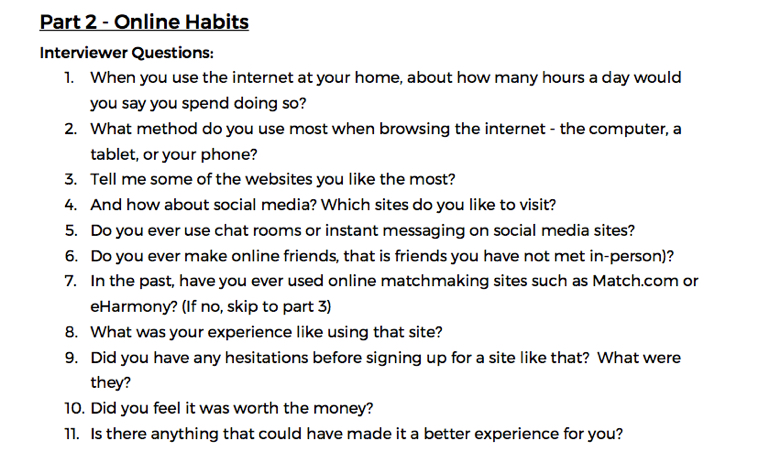 Part 2 - Online Habits
Interviewer Questions:
1. When you use the internet at your home, about how many hours a day would
you say you spend doing so?
2. What method do you use most when browsing the internet - the computer, a
tablet, or your phone?
3. Tell me some of the websites you like the most?
4. And how about social media? Which sites do you like to visit?
5. Do you ever use chat rooms or instant messaging on social media sites?
6. Do you ever make online friends, that is friends you have not met in-person)?
7. In the past, have you ever used online matchmaking sites such as Match.com or
eHarmony? (If no, skip to part 3)
8. What was your experience like using that site?
9. Did you have any hesitations before signing up for a site like that? What were
they?
10. Did you feel it was worth the money?
11. Is there anything that could have made it a better experience for you?